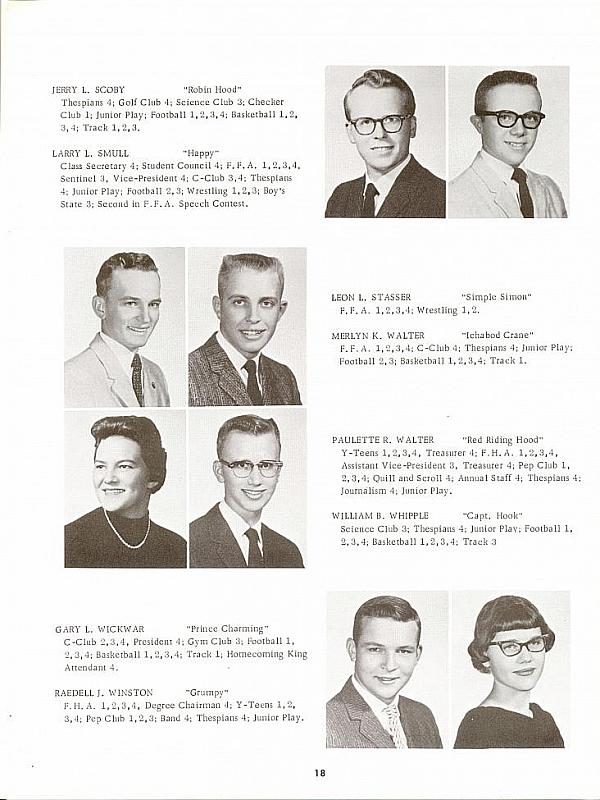 JERRY L. SCOBY "Robin Hood"
Thespians 4; Golf Club 4; Science Club 3; Checker
Club 1; Junior Play; Football 1,2,3,4; Basketball 1,2,
3,4; Track 1,2,3.
LARRY L. SMULL "Happy"
Class Secretary 4; Student Council 4; F.F.A. 1,2,3,4,
Sentinel 3, Vice-President 4; C-Club 3,4; Thespians
4; Junior Play; Football 2,3; Wrestling 1,2,3; Boy's
State 3; Second in F.F.A. Speech Contest.
LEON L. STASSER "Simple Simon"
F.F.A. 1,2,3,4; Wrestling 1,2.
MERLYN K. WALTER "Ichabod Crane"
F.F.A. 1,2,3,4; C-Club 4; Thespians 4; Junior Play;
Football 2,3; Basketball 1,2,3,4; Track 1.
PAULETTE R. WALTER "Red Riding Hood"
Y-Teens 1,2,3,4, Treasurer 4; F.H.A. 1,2,3,4,
Assistant Vice-President 3, Treasurer 4; Pep Club 1,
2,3,4; Quill and Scroll 4; Annual Staff 4; Thespians 4;
Journalism 4; Junior Play.
WILLIAM B. WHIPPLE "Capt. Hook"
Science Club 3; Thespians 4; Junior Play; Football 1,
2,3,4; Basketball 1,2,3,4; Track 3
GARY L. WICKWAR "Prince Charming"
C-Club 2,3,4, President 4; Gym Club 3; Football 1,
2,3,4; Basketball 1,2,3,4; Track 1; Homecoming King
Attendant 4.
RAEDELL J. WINSTON "Grumpy"
F.H.A. 1,2,3,4, Degree Chairman 4; Y-Teens 1,2,
3,4; Pep Club 1,2,3; Band 4; Thespians 4; Junior Play.
18